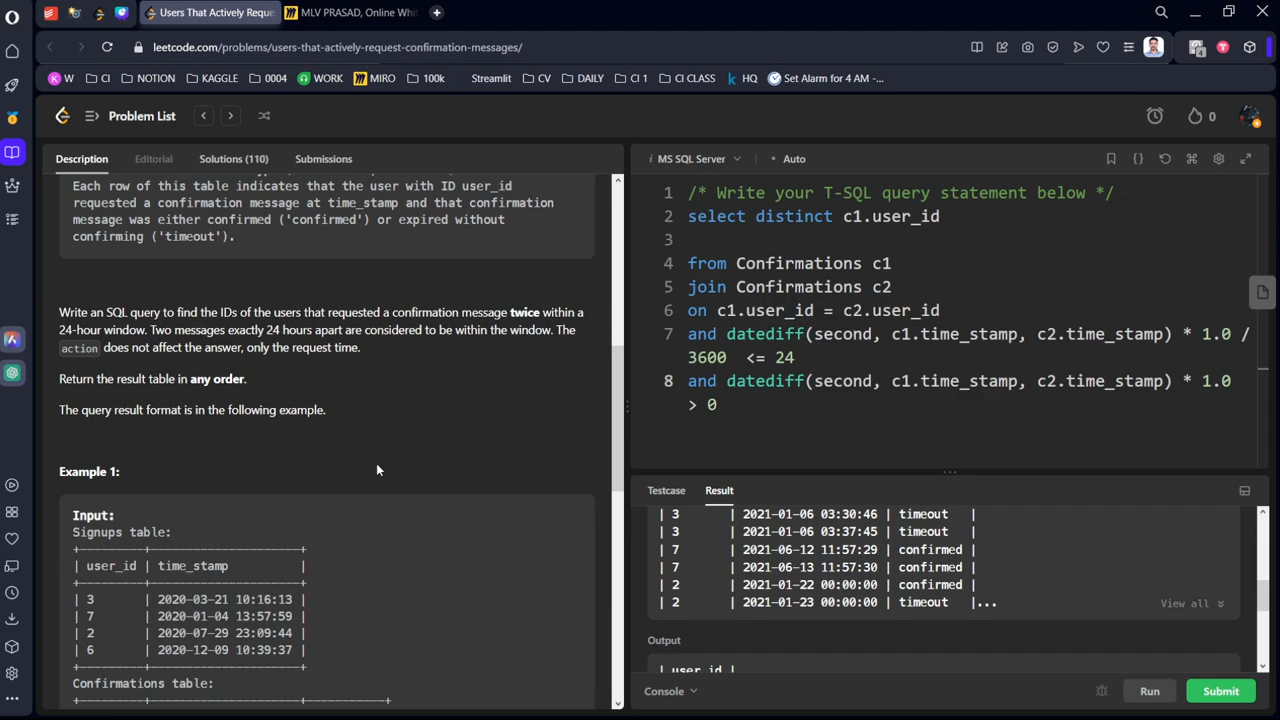 Users That Actively Reque
MLV PRASAD, Online Whit
leetcode.com/problems/users-that-actively-request-confirmation-messages/
W CI NOTION KAGGLE 0004 WORK MIRO 100k Streamlit CV DAILY CI 1 CI CLASS HQ Set Alarm for 4 AM -...
Problem List
0
Description Editorial Solutions (110) Submissions
Each row of this table indicates that the user with ID user_id
requested a confirmation message at time_stamp and that confirmation
message was either confirmed ('confirmed') or expired without
confirming ('timeout').
Write an SQL query to find the IDs of the users that requested a confirmation message twice within a
24-hour window. Two messages exactly 24 hours apart are considered to be within the window. The
action does not affect the answer, only the request time.
Return the result table in any order.
The query result format is in the following example.
Example 1:
Input:
Signups table:
+---------+---------------------+
| user_id | time_stamp          |
+---------+---------------------+
| 3       | 2020-03-21 10:16:13 |
| 7       | 2020-01-04 13:57:59 |
| 2       | 2020-07-29 23:09:44 |
| 6       | 2020-12-09 10:39:37 |
+---------+---------------------+
Confirmations table:
+---------+---------------------+-----------+
MS SQL Server • Auto
1 /* Write your T-SQL query statement below */
2 select distinct c1.user_id
3
4 from Confirmations c1
5 join Confirmations c2
6 on c1.user_id = c2.user_id
7 and datediff(second, c1.time_stamp, c2.time_stamp) * 1.0 /
3600  <= 24
8 and datediff(second, c1.time_stamp, c2.time_stamp) * 1.0
> 0
Testcase Result
| 3       | 2021-01-06 03:30:46 | timeout   |
| 3       | 2021-01-06 03:37:45 | timeout   |
| 7       | 2021-06-12 11:57:29 | confirmed |
| 7       | 2021-06-13 11:57:30 | confirmed |
| 2       | 2021-01-22 00:00:00 | confirmed |
| 2       | 2021-01-23 00:00:00 | timeout   |...
View all
Output
| user_id |
Console Run Submit